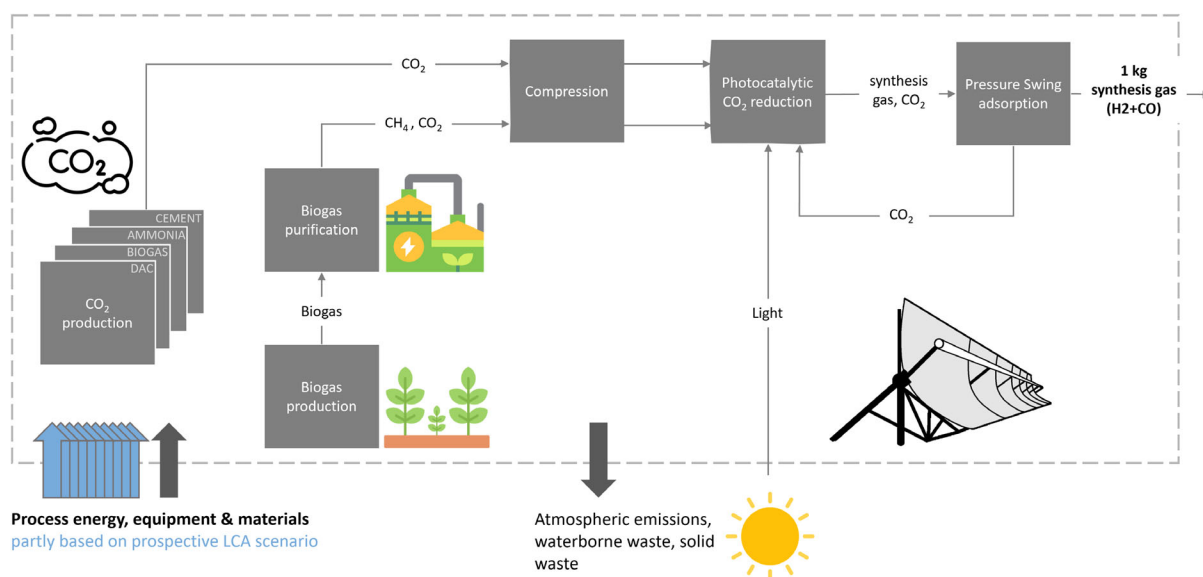 CO₂
CO₂
Compression
Photocatalytic
CO₂ reduction
synthesis
gas, CO₂
Pressure Swing
adsorption
1 kg
synthesis gas
(H2+CO)
CH₄ , CO₂
CO₂
CEMENT
AMMONIA
BIOGAS
DAC
CO₂
production
Biogas
purification
Biogas
Light
Biogas
production
Process energy, equipment & materials
partly based on prospective LCA scenario
Atmospheric emissions,
waterborne waste, solid
waste